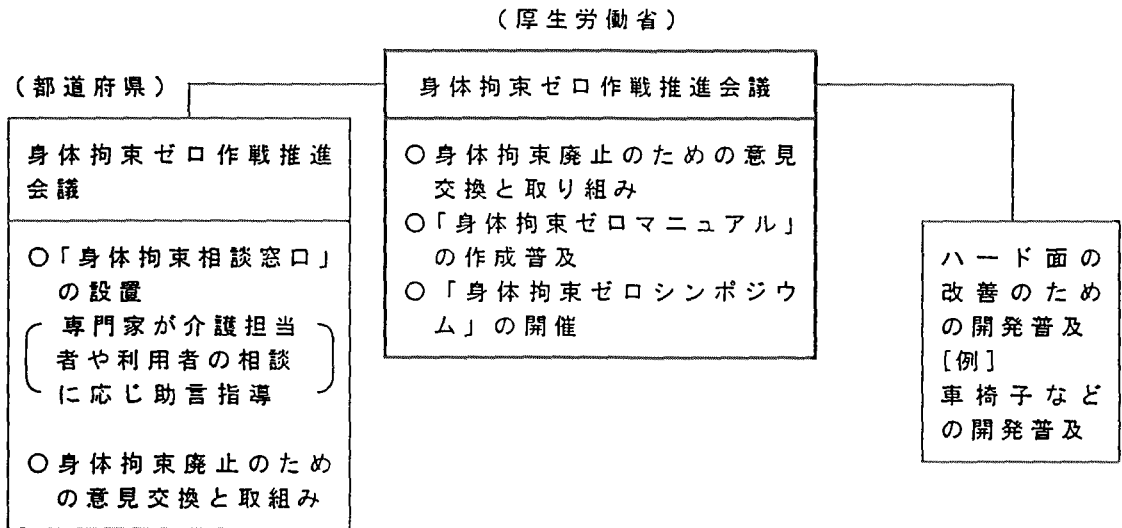 (厚生労働省)
身体拘束ゼロ作戦推進会議
○身体拘束廃止のための意見
交換と取り組み
○「身体拘束ゼロマニュアル」
の作成普及
○「身体拘束ゼロシンポジウ
ム」の開催
(都道府県)
身体拘束ゼロ作戦推進
会議
○「身体拘束相談窓口」
の設置
専門家が介護担当
者や利用者の相談
に応じ助言指導
○身体拘束廃止のため
の意見交換と取組み
ハード面の
改善のため
の開発普及
[例]
車椅子など
の開発普及